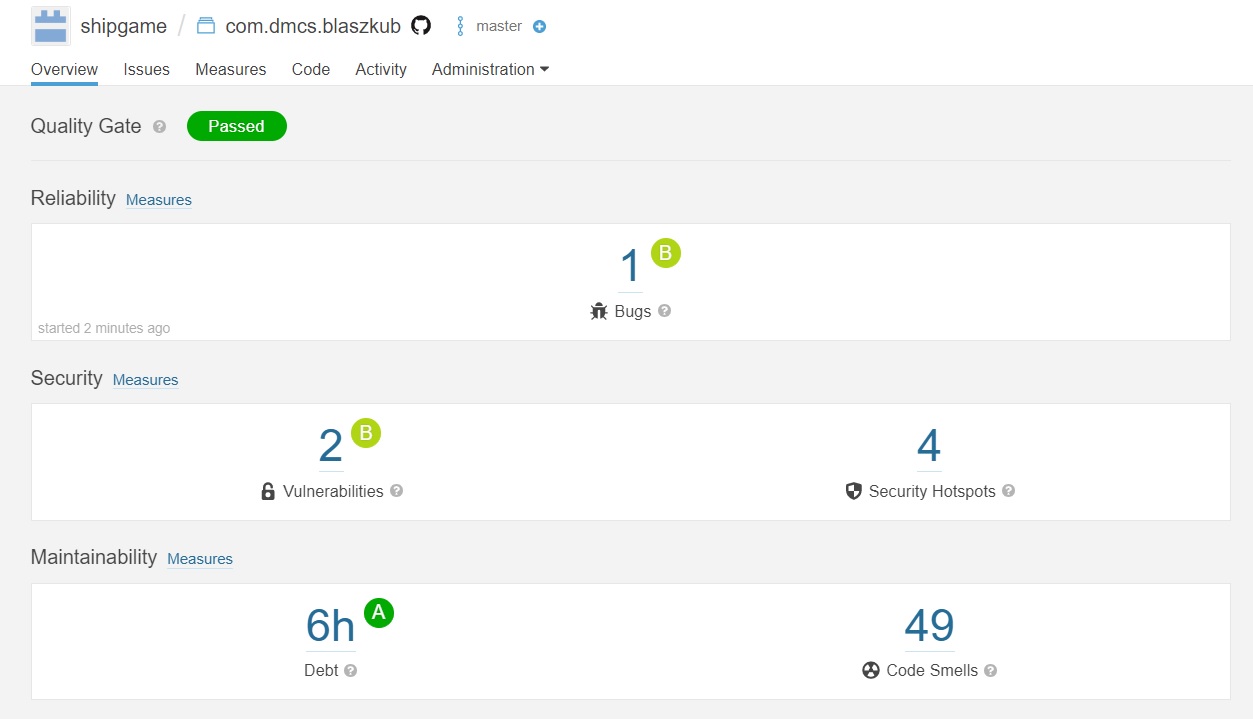 shipgame / com.dmcs.blaszkub master
Overview Issues Measures Code Activity Administration
Quality Gate ? Passed
Reliability Measures
1 B
Bugs ?
started 2 minutes ago
Security Measures
2 B 4
Vulnerabilities ? Security Hotspots ?
Maintainability Measures
6h A 49
Debt ? Code Smells ?